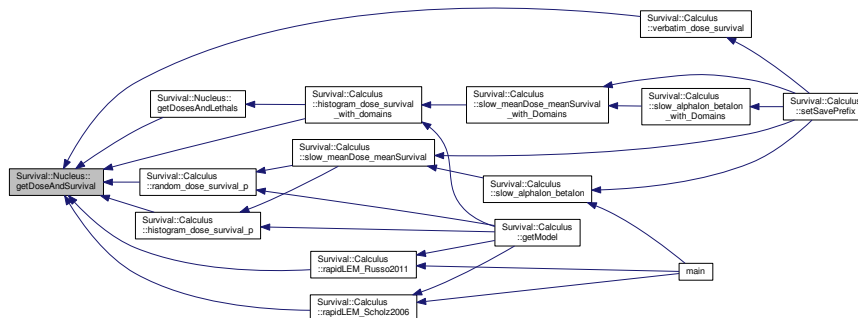 Survival::Calculus
::verbatim_dose_survival
Survival::Nucleus::
getDosesAndLethals
Survival::Calculus
::histogram_dose_survival
_with_domains
Survival::Calculus
::slow_meanDose_meanSurvival
_with_Domains
Survival::Calculus
::slow_alphaIon_betaIon
_with_Domains
Survival::Calculus
::setSavePrefix
Survival::Calculus
::slow_meanDose_meanSurvival
Survival::Nucleus::
getDoseAndSurvival
Survival::Calculus
::random_dose_survival_p
Survival::Calculus
::slow_alphaIon_betaIon
Survival::Calculus
::histogram_dose_survival_p
Survival::Calculus
::getModel
Survival::Calculus
::rapidLEM_Russo2011
main
Survival::Calculus
::rapidLEM_Scholz2006